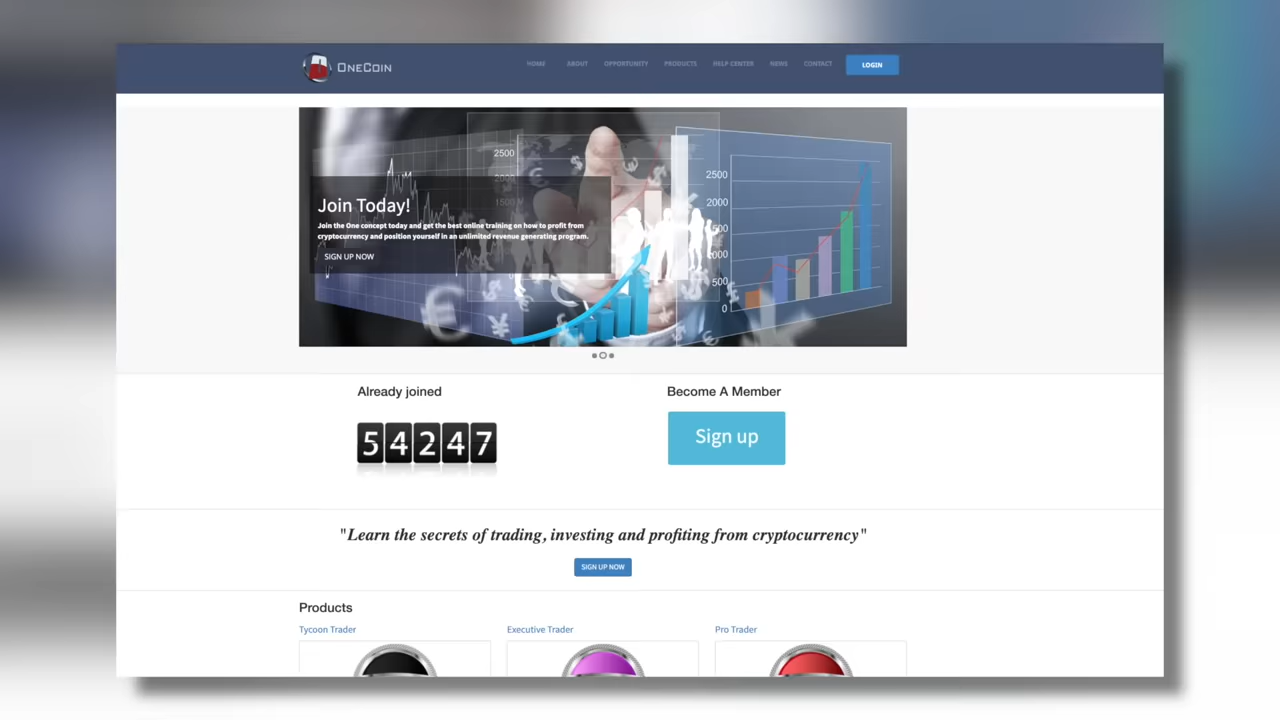 OneCoin
HOME ABOUT OPPORTUNITY PRODUCTS HELP CENTER NEWS CONTACT LOGIN
2500
2000
1500
2500
2000
500
0
Join Today!
Join the One concept today and get the best online training on how to profit from
cryptocurrency and position yourself in an unlimited revenue generating program.
SIGN UP NOW
Already joined
Become A Member
54247
Sign up
"Learn the secrets of trading, investing and profiting from cryptocurrency"
SIGN UP NOW
Products
Tycoon Trader
Executive Trader
Pro Trader